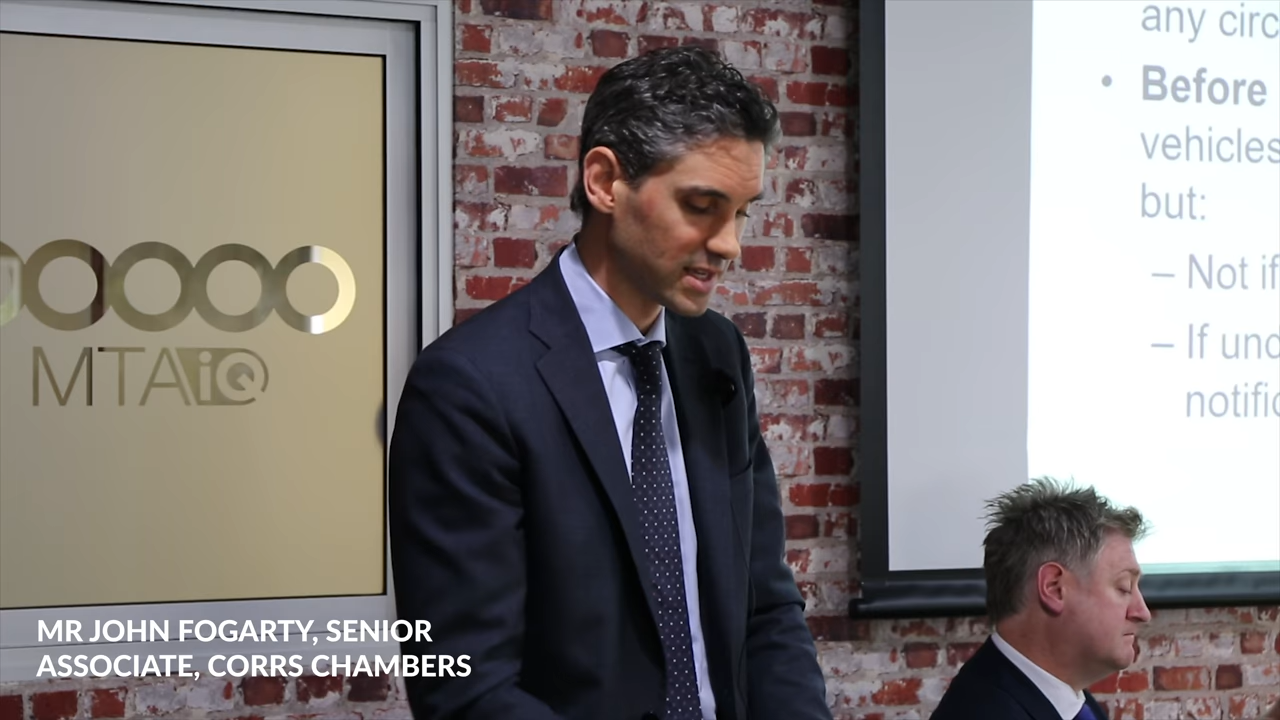 MTAiQ
any circ
• Before
vehicles
but:
– Not if
– If und
notific
MR JOHN FOGARTY, SENIOR
ASSOCIATE, CORRS CHAMBERS